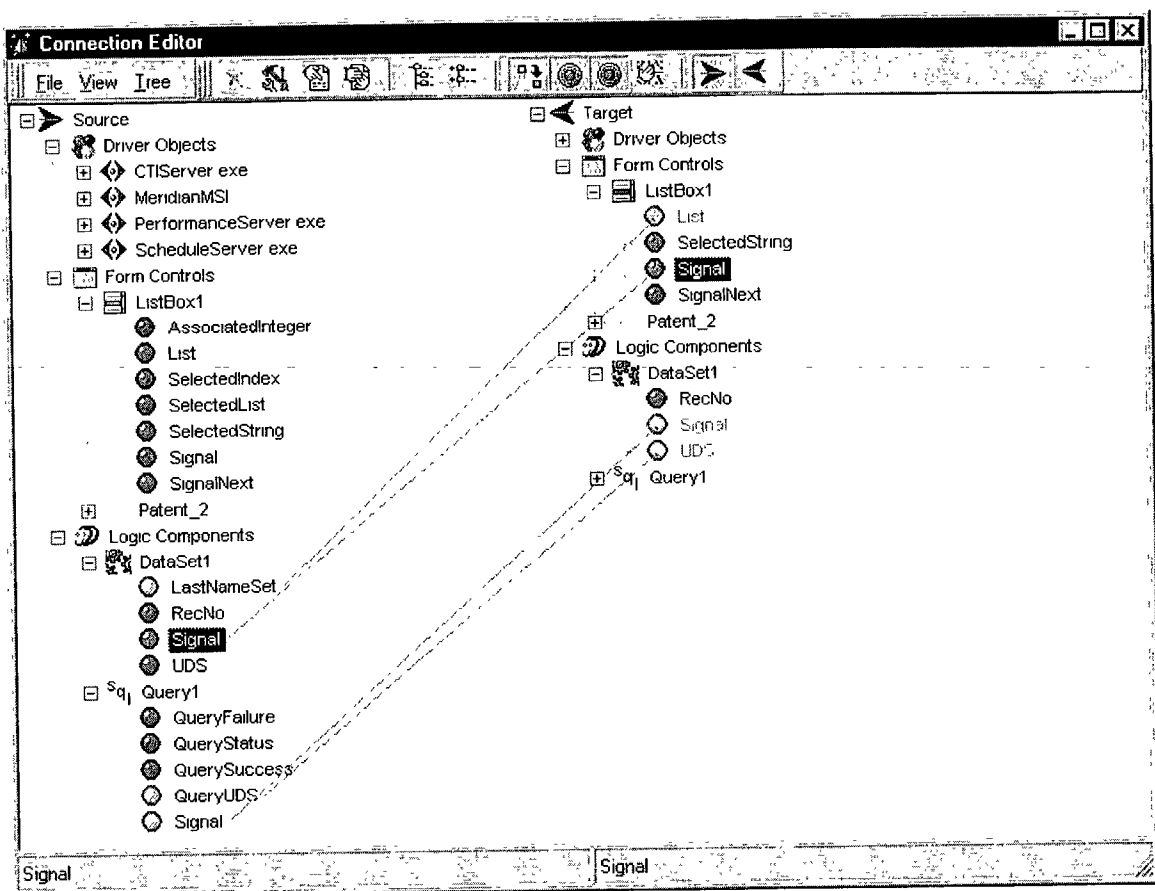 Connection Editor
File View Tree
Source
Driver Objects
CTIServer exe
MeridianMSI
PerformanceServer exe
ScheduleServer exe
Form Controls
ListBox1
AssociatedInteger
List
SelectedIndex
SelectedList
SelectedString
Signal
SignalNext
Patent_2
Logic Components
DataSet1
LastNameSet
RecNo
Signal
UDS
Sql Query1
QueryFailure
QueryStatus
QuerySuccess
QueryUDS
Signal
Target
Driver Objects
Form Controls
ListBox1
List
SelectedString
Signal
SignalNext
Patent_2
Logic Components
DataSet1
RecNo
Signal
UDS
Sql Query1
Signal
Signal